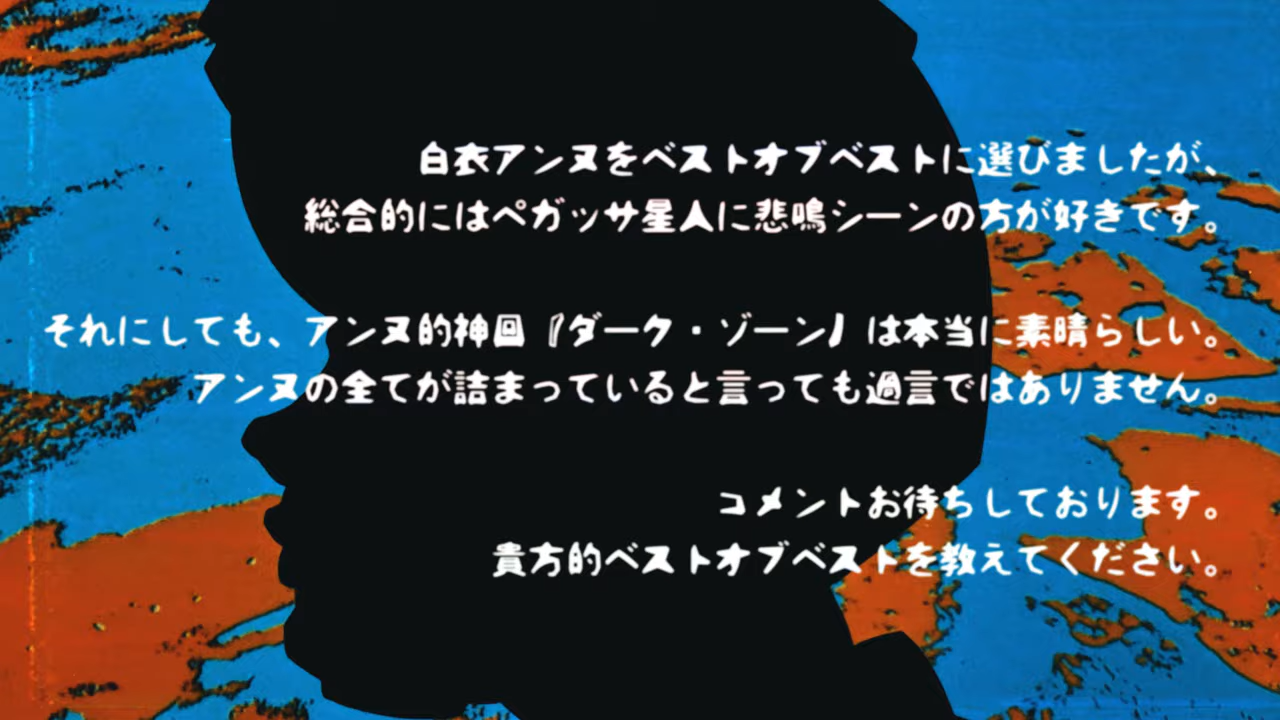 白衣アンヌをベストオブベストに選びましたが、
総合的にはペガッサ星人に悲鳴シーンの方が好きです。
それにしても、アンヌ的神回『ダーク・ゾーン』は本当に素晴らしい。
アンヌの全てが詰まっていると言っても過言ではありません。
コメントお待ちしております。
貴方的ベストオブベストを教えてください。